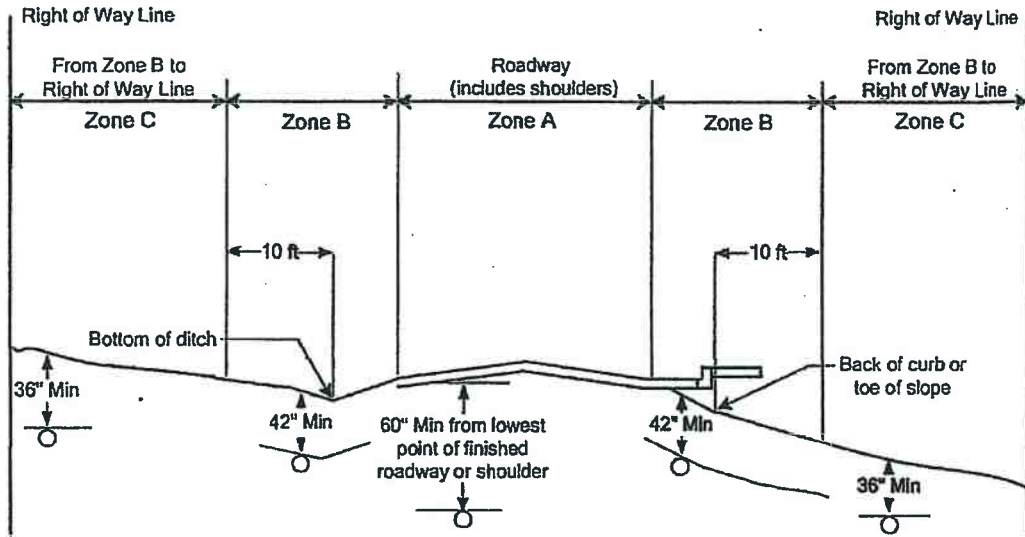 Right of Way Line
Right of Way Line
From Zone B to
Right of Way Line
Roadway
(includes shoulders)
From Zone B to
Right of Way Line
Zone C
Zone B
Zone A
Zone B
Zone C
10 ft
10 ft
Bottom of ditch
Back of curb or
toe of slope
36" Min
42" Min
60" Min from lowest
point of finished
roadway or shoulder
42" Min
36" Min